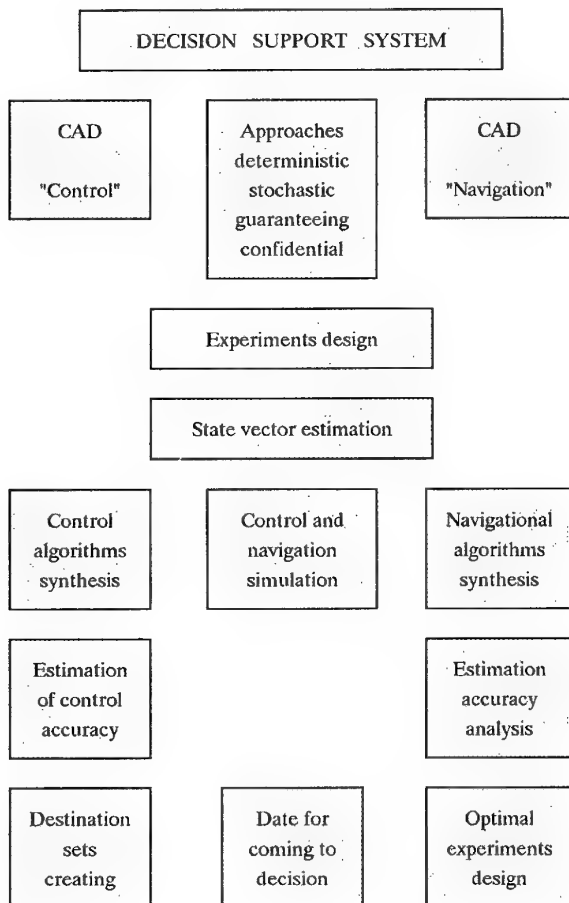 DECISION SUPPORT SYSTEM
CAD
"Control"
Approaches
deterministic
stochastic
guaranteeing
confidential
CAD
"Navigation"
Experiments design
State vector estimation
Control
algorithms
synthesis
Control and
navigation
simulation
Navigational
algorithms
synthesis
Estimation
of control
accuracy
Estimation
accuracy
analysis
Destination
sets
creating
Date for
coming to
decision
Optimal
experiments
design